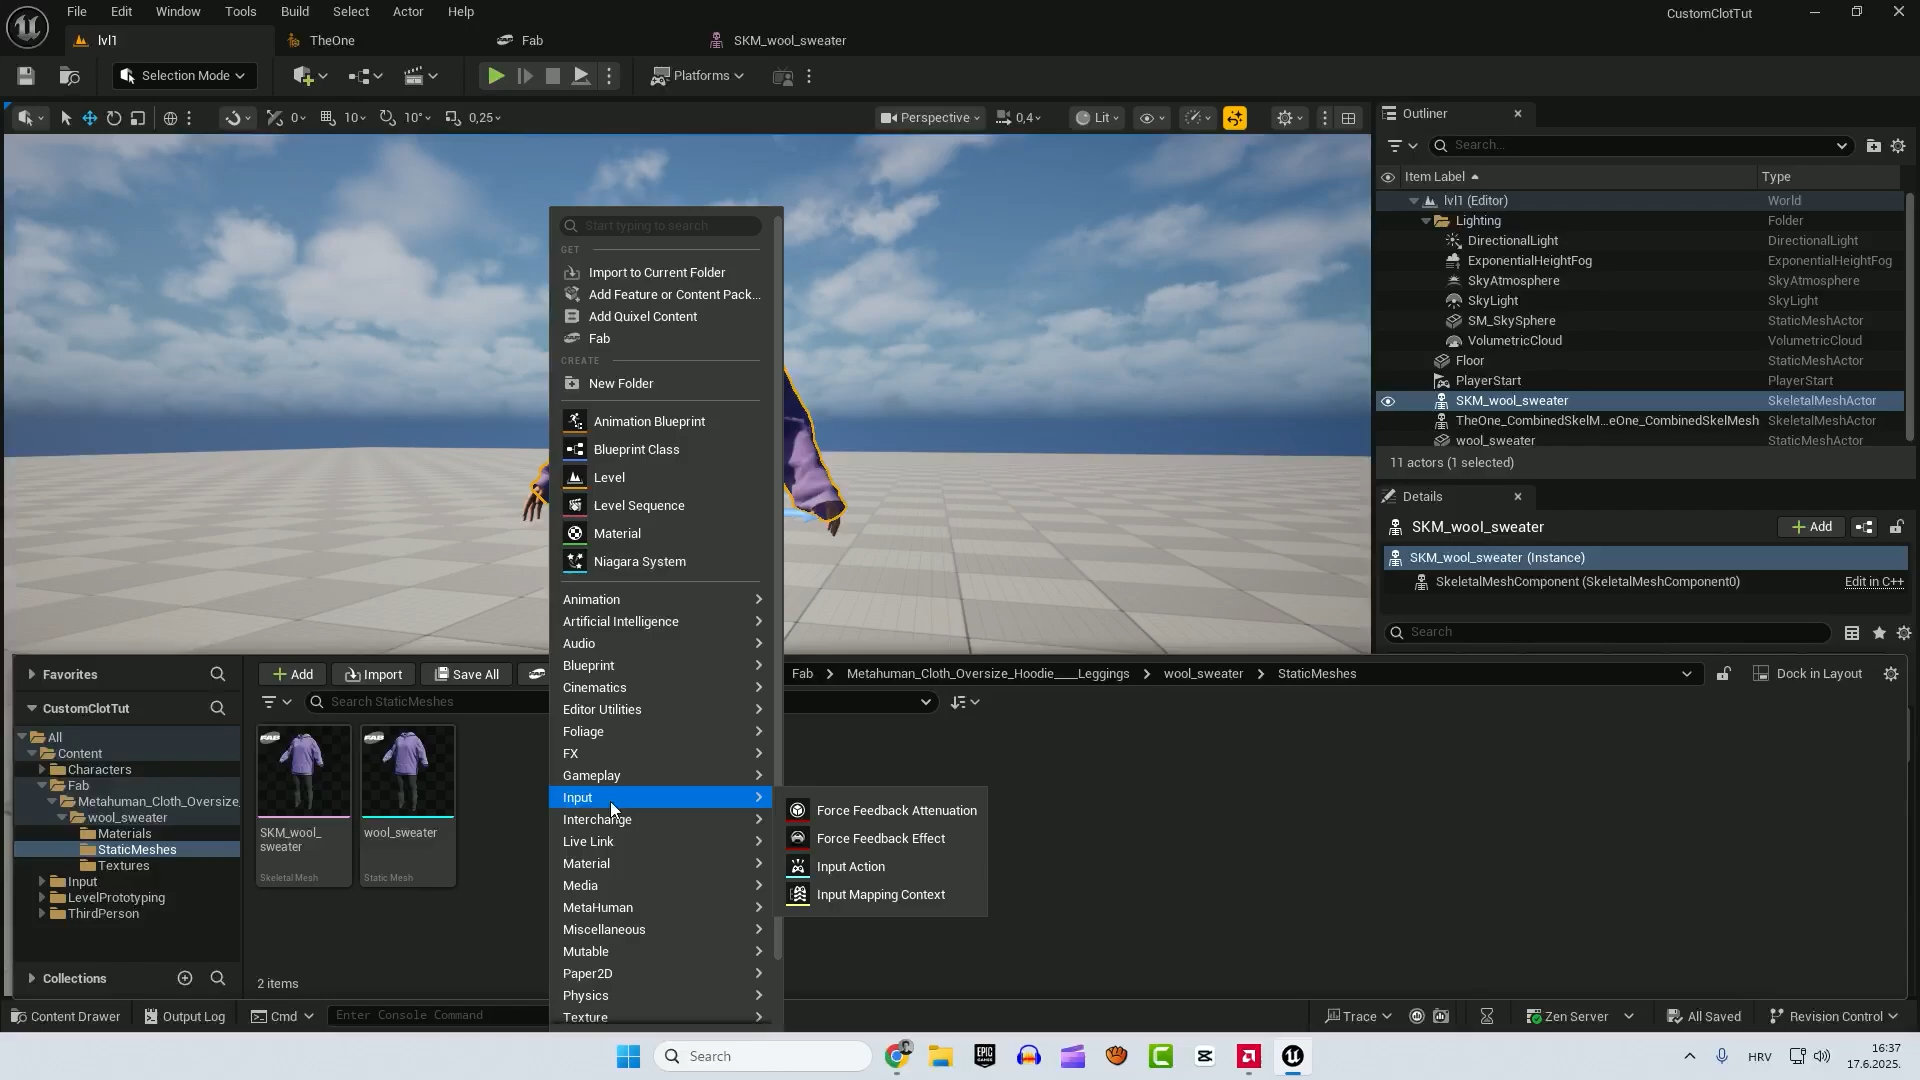 File Edit Window Tools Build Select Actor Help
CustomClotTut
lvl1 TheOne Fab SKM_wool_sweater
Selection Mode Platforms
0 10 10° 0,25 Perspective 0,4 Lit
Outliner
Search...
Item Label Type
lvl1 (Editor) World
Lighting Folder
DirectionalLight DirectionalLight
ExponentialHeightFog ExponentialHeightFog
SkyAtmosphere SkyAtmosphere
SkyLight SkyLight
SM_SkySphere StaticMeshActor
VolumetricCloud VolumetricCloud
Floor StaticMeshActor
PlayerStart PlayerStart
SKM_wool_sweater SkeletalMeshActor
TheOne_CombinedSkelM...eOne_CombinedSkelMesh SkeletalMeshActor
wool_sweater StaticMeshActor
11 actors (1 selected)
Details
SKM_wool_sweater Add
SKM_wool_sweater (Instance)
SkeletalMeshComponent (SkeletalMeshComponent0) Edit in C++
Search
Start typing to search
GET
Import to Current Folder
Add Feature or Content Pack...
Add Quixel Content
Fab
CREATE
New Folder
Animation Blueprint
Blueprint Class
Level
Level Sequence
Material
Niagara System
Animation
Artificial Intelligence
Audio
Blueprint
Cinematics
Editor Utilities
Foliage
FX
Gameplay
Input
Interchange
Live Link
Material
Media
MetaHuman
Miscellaneous
Mutable
Paper2D
Physics
Texture
Force Feedback Attenuation
Force Feedback Effect
Input Action
Input Mapping Context
Favorites
CustomClotTut
All
Content
Characters
Fab
Metahuman_Cloth_Oversize_
wool_sweater
Materials
StaticMeshes
Textures
Input
LevelPrototyping
ThirdPerson
Collections
Add Import Save All
Fab Metahuman_Cloth_Oversize_Hoodie____Leggings wool_sweater StaticMeshes Dock in Layout
Search StaticMeshes
FAB FAB
SKM_wool_
sweater
Skeletal Mesh
wool_sweater
Static Mesh
2 items
Content Drawer Output Log Cmd Enter Console Command Trace Zen Server All Saved Revision Control
Search
EPIC
GAMES
HRV
16:37
17.6.2025.